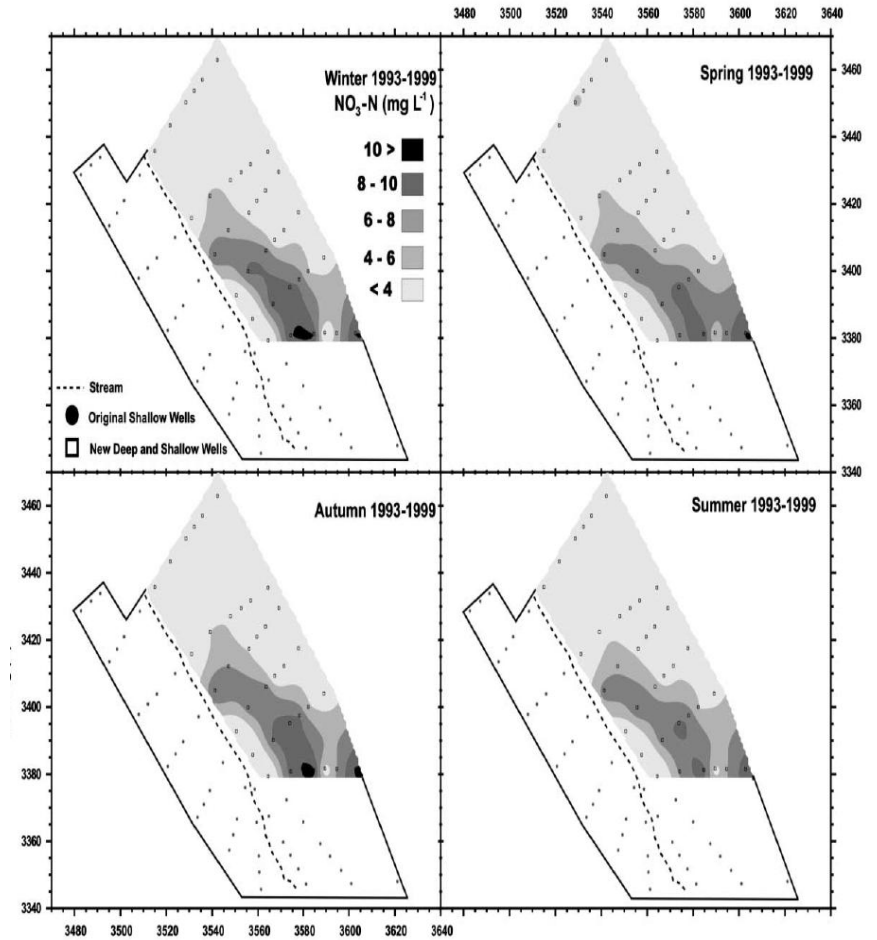 3480 3500 3520 3540 3560 3580 3600 3620 3640
Winter 1993-1999
NO₃-N (mg L⁻¹)
10 >
8 - 10
6 - 8
4 - 6
< 4
Stream
Original Shallow Wells
New Deep and Shallow Wells
Spring 1993-1999
3460
3440
3420
3400
3380
3360
3340
Autumn 1993-1999
3460
3440
3420
3400
3380
3360
3340
Summer 1993-1999
3480 3500 3520 3540 3560 3580 3600 3620 3640